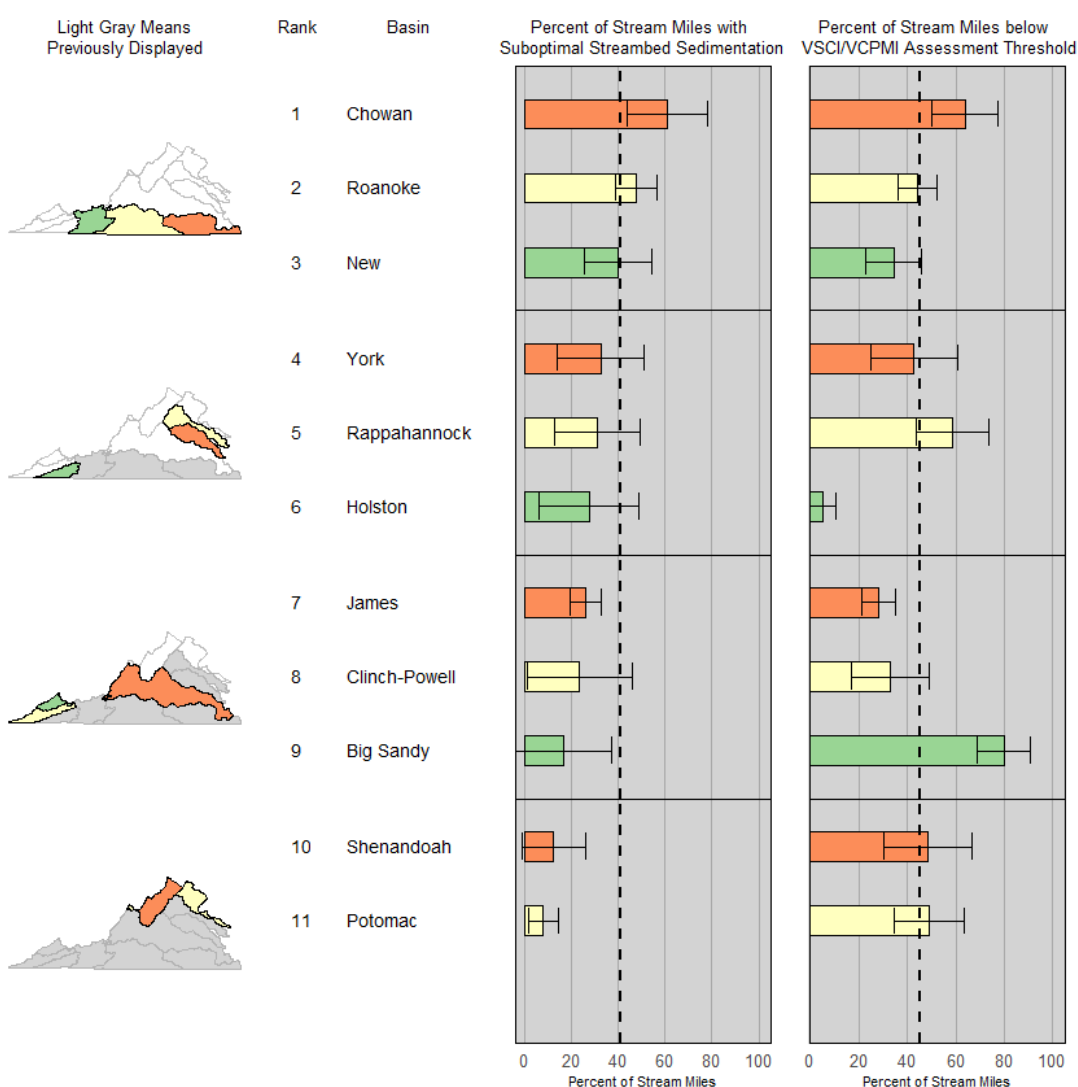 Light Gray Means
Previously Displayed
Rank
Basin
Percent of Stream Miles with
Suboptimal Streambed Sedimentation
Percent of Stream Miles below
VSCI/VCPMI Assessment Threshold
1 Chowan
2 Roanoke
3 New
4 York
5 Rappahannock
6 Holston
7 James
8 Clinch-Powell
9 Big Sandy
10 Shenandoah
11 Potomac
0 20 40 60 80 100
Percent of Stream Miles
0 20 40 60 80 100
Percent of Stream Miles